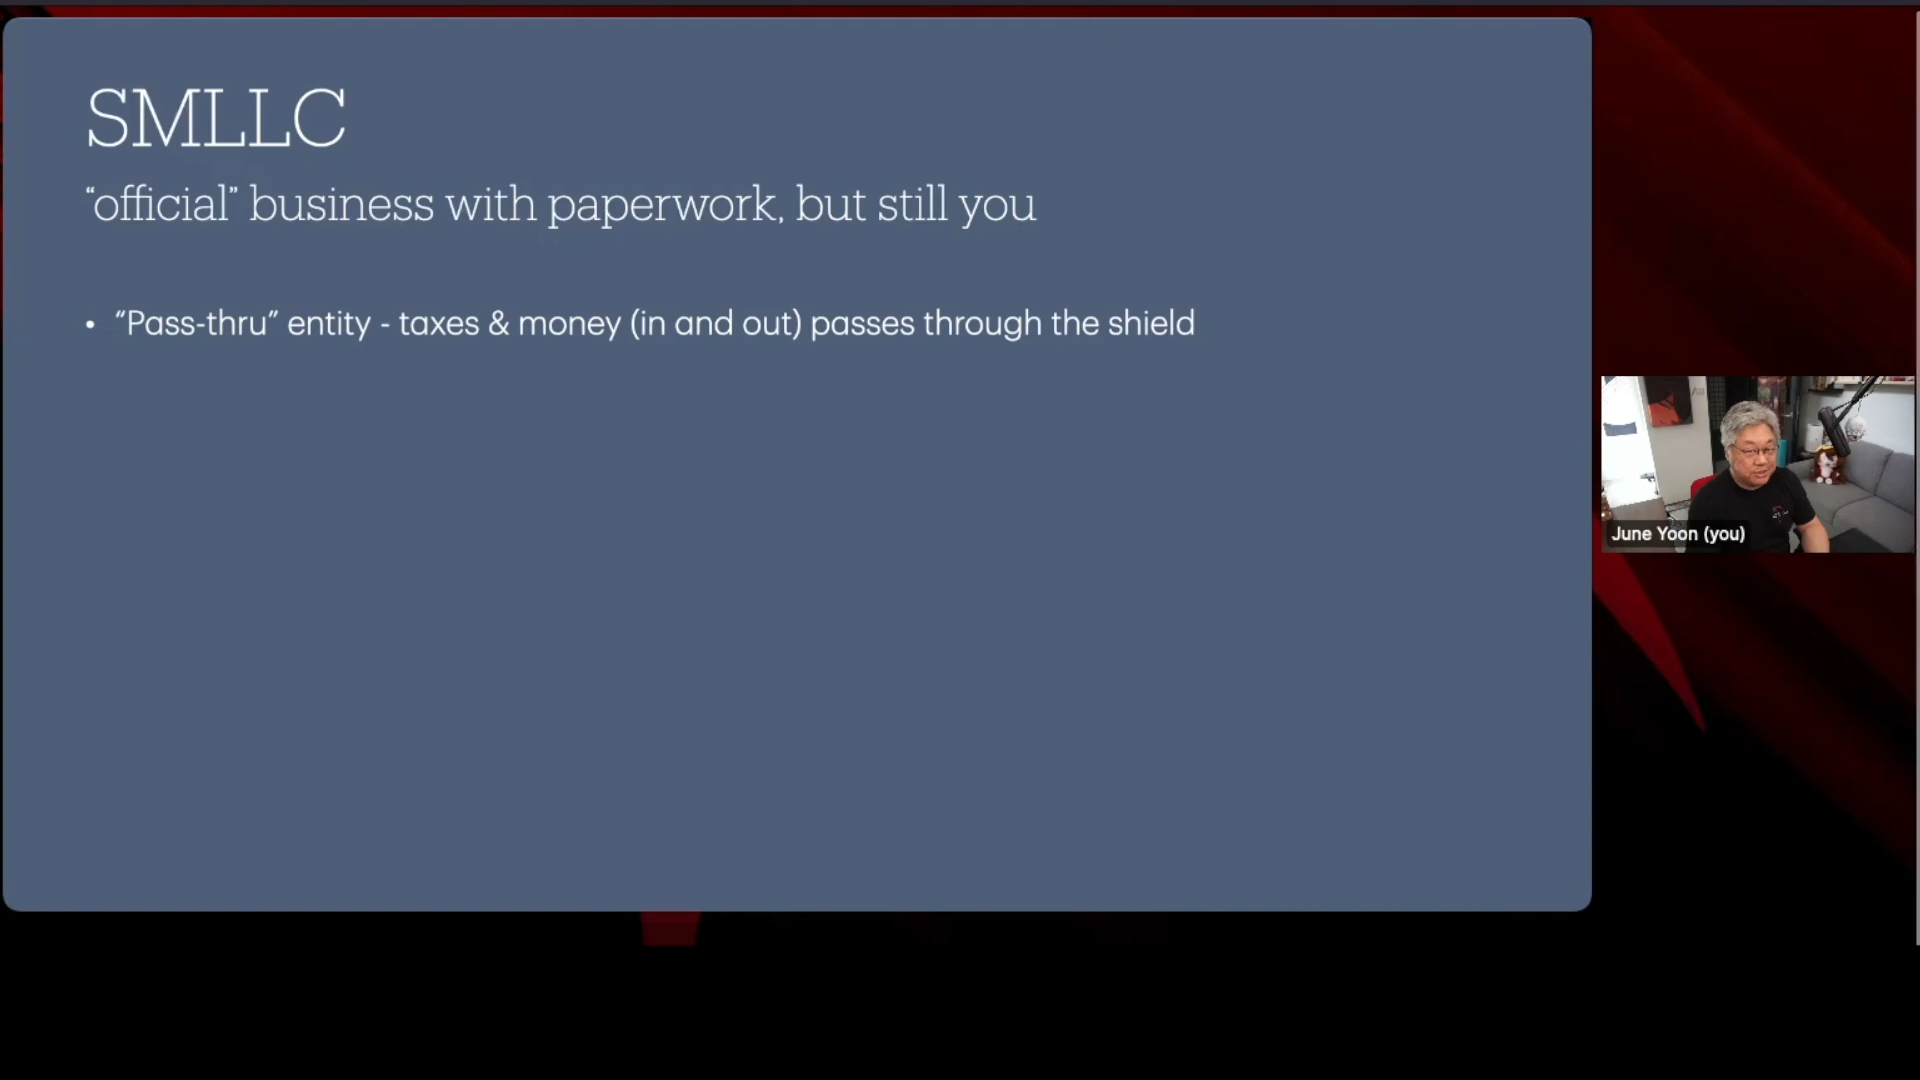 SMLLC
“official” business with paperwork, but still you
• “Pass-thru” entity - taxes & money (in and out) passes through the shield
June Yoon (you)